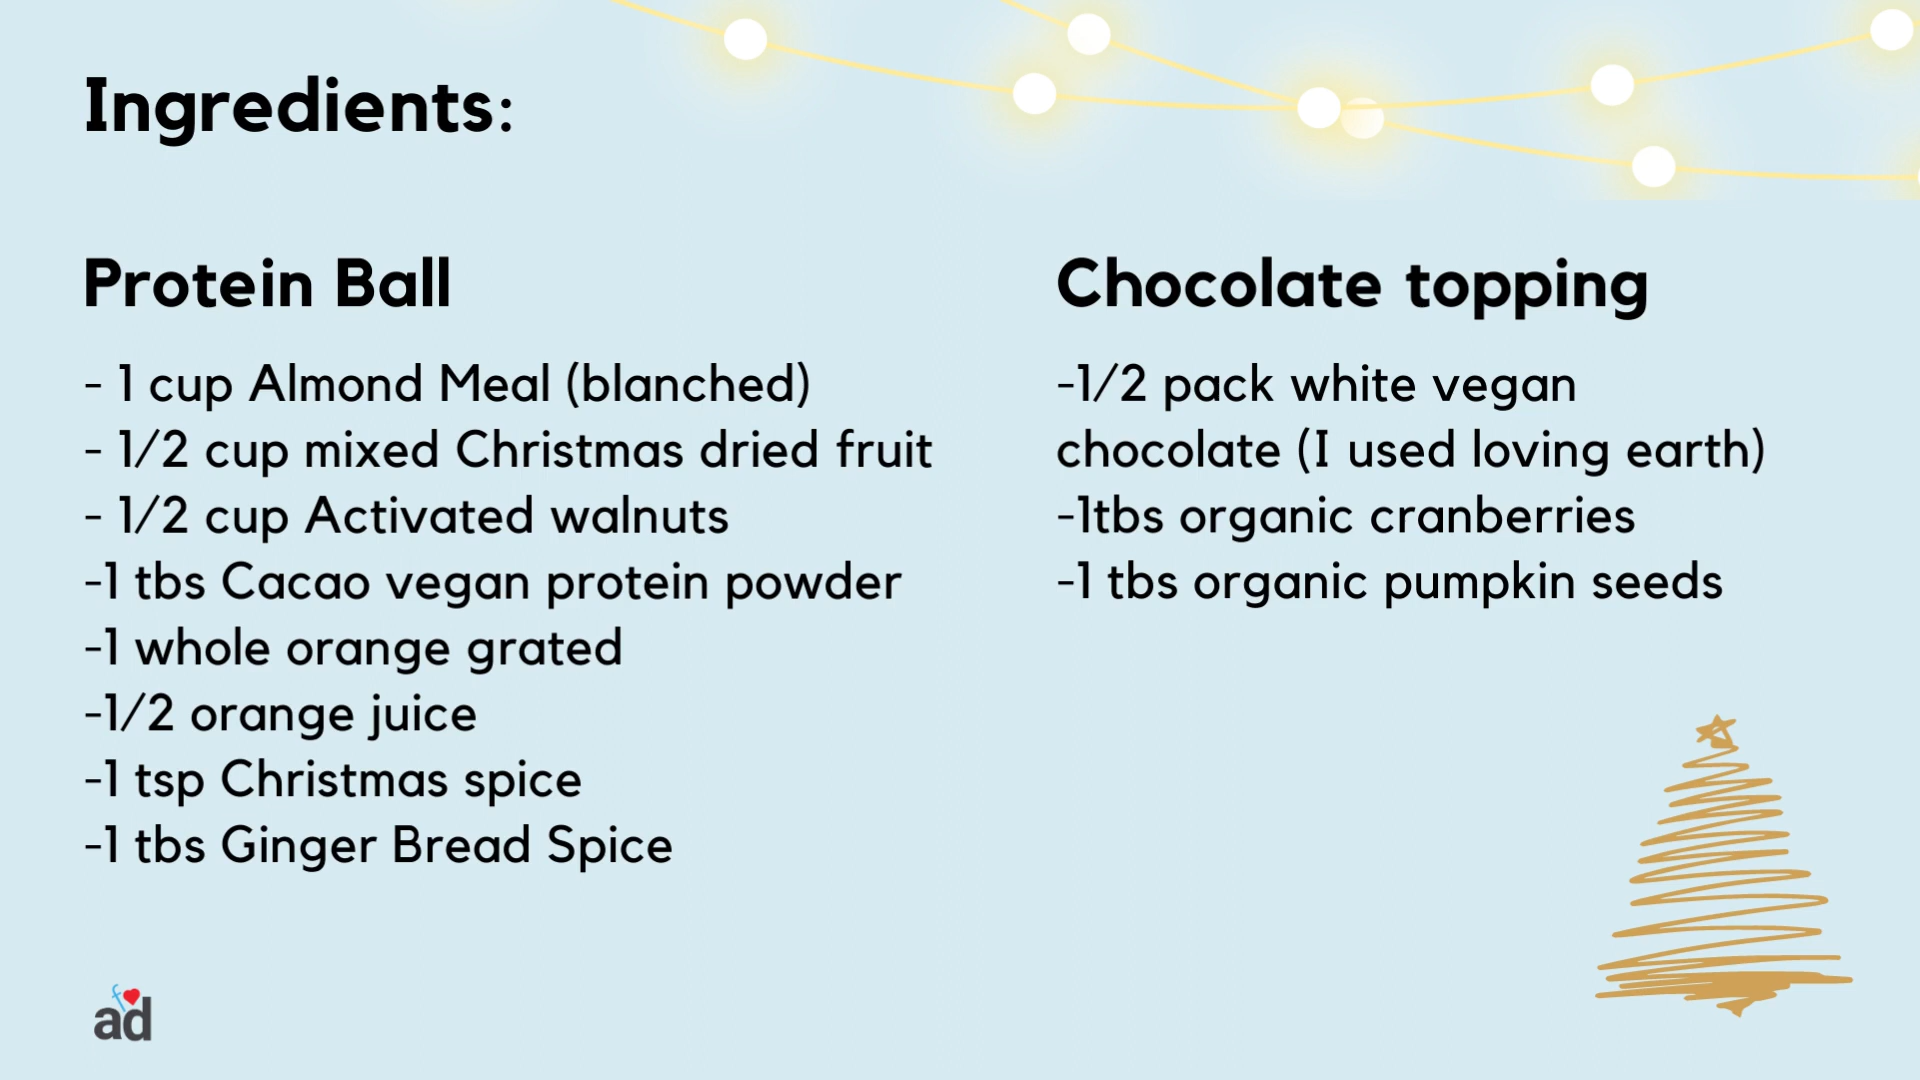 Ingredients:
Protein Ball
- 1 cup Almond Meal (blanched)
- 1/2 cup mixed Christmas dried fruit
- 1/2 cup Activated walnuts
-1 tbs Cacao vegan protein powder
-1 whole orange grated
-1/2 orange juice
-1 tsp Christmas spice
-1 tbs Ginger Bread Spice
Chocolate topping
-1/2 pack white vegan
chocolate (I used loving earth)
-1tbs organic cranberries
-1 tbs organic pumpkin seeds
f
ad